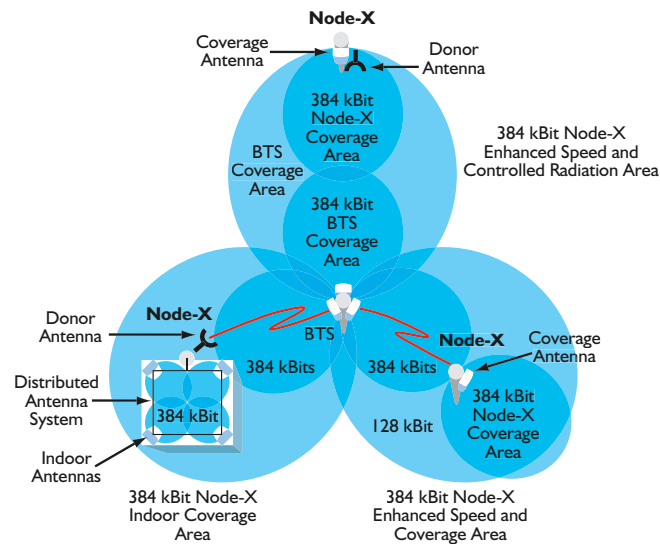 Node-X
Coverage
Antenna
Donor
Antenna
384 kBit
Node-X
Coverage
Area
384 kBit Node-X
Enhanced Speed and
Controlled Radiation Area
BTS
Coverage
Area
384 kBit
BTS
Coverage
Area
Node-X
Donor
Antenna
BTS
Node-X
Coverage
Antenna
384 kBits
384 kBits
Distributed
Antenna
System
384 kBit
384 kBit
Node-X
Coverage
Area
128 kBit
Indoor
Antennas
384 kBit Node-X
Indoor Coverage
Area
384 kBit Node-X
Enhanced Speed and
Coverage Area